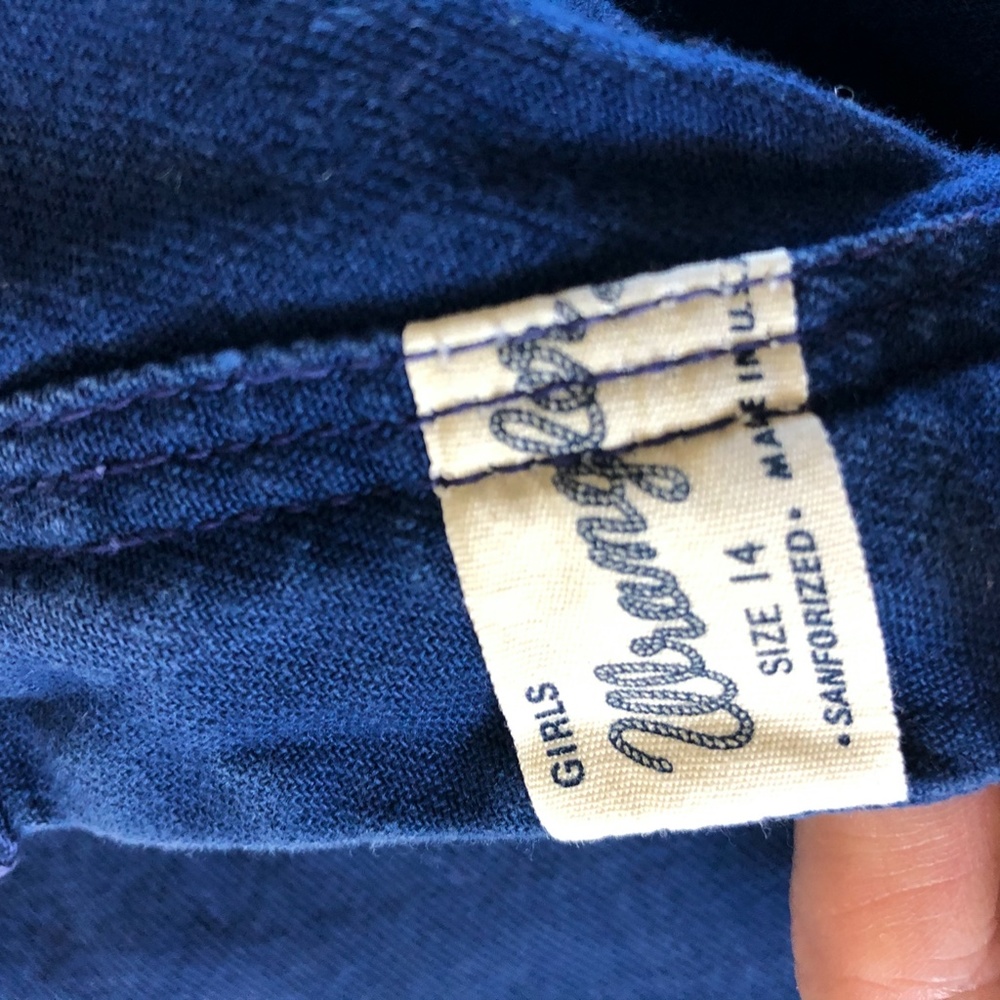 GIRLS
Wrangler
SIZE 14
• SANFORIZED • MADE IN U.